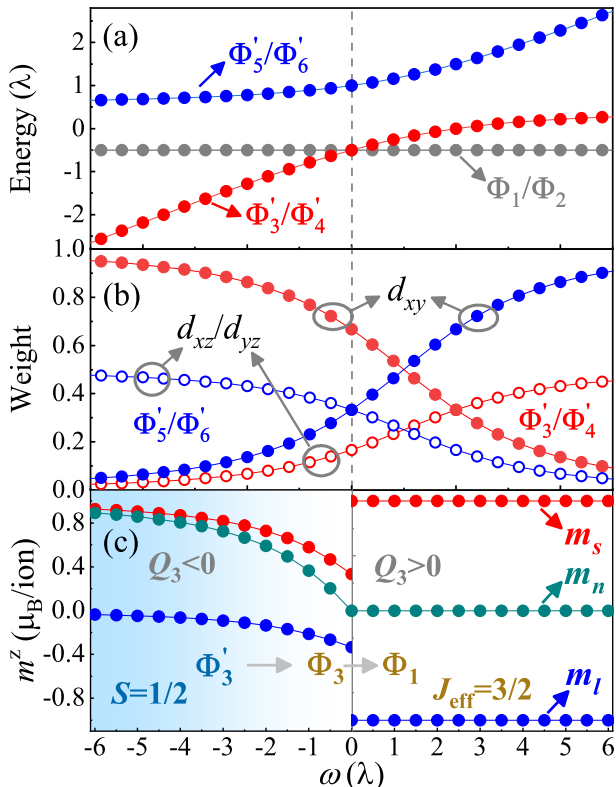 (a)
Φ'5/Φ'6
Energy (λ)
2
1
0
-1
-2
Φ1/Φ2
Φ'3/Φ'4
(b)
1.0
0.8
0.6
0.4
0.2
0.0
Weight
dxy
dxz/dyz
Φ'5/Φ'6
Φ'3/Φ'4
(c)
0.8
0.4
0.0
-0.4
-0.8
m^z (μB/ion)
Q3<0
Q3>0
ms
mn
Φ'3 → Φ3 → Φ1
S=1/2
Jeff=3/2
ml
-6 -5 -4 -3 -2 -1 0 1 2 3 4 5 6
ω (λ)